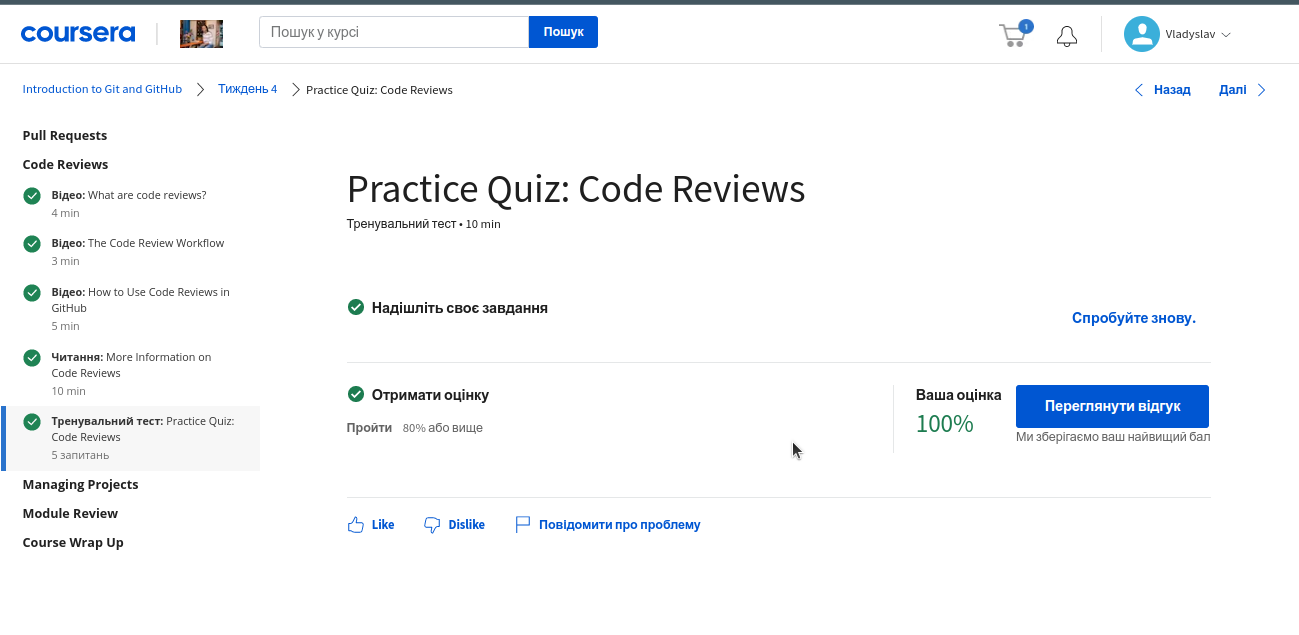 coursera
Пошук у курсі
Пошук
1
Vladyslav
Introduction to Git and GitHub
Тиждень 4
Practice Quiz: Code Reviews
Назад
Далі
Pull Requests
Code Reviews
Відео: What are code reviews?
4 min
Відео: The Code Review Workflow
3 min
Відео: How to Use Code Reviews in
GitHub
5 min
Читання: More Information on
Code Reviews
10 min
Тренувальний тест: Practice Quiz:
Code Reviews
5 запитань
Managing Projects
Module Review
Course Wrap Up
Practice Quiz: Code Reviews
Тренувальний тест • 10 min
Надішліть своє завдання
Спробуйте знову.
Отримати оцінку
Пройти 80% або вище
Ваша оцінка
100%
Переглянути відгук
Ми зберігаємо ваш найвищий бал
Like
Dislike
Повідомити про проблему